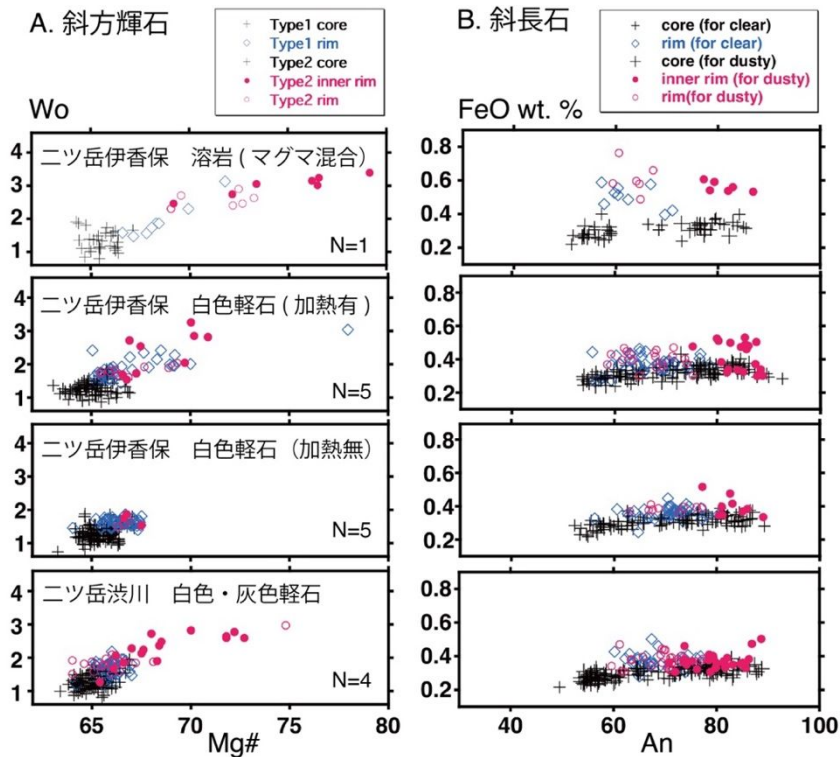 A. 斜方輝石
Type1 core
Type1 rim
Type2 core
Type2 inner rim
Type2 rim
Wo
4
3
2
1
二ツ岳伊香保 溶岩 ( マグマ混合)
N=1
4
3
2
1
二ツ岳伊香保 白色軽石 ( 加熱有 )
N=5
4
3
2
1
二ツ岳伊香保 白色軽石 (加熱無)
N=5
4
3
2
1
二ツ岳渋川 白色・灰色軽石
N=4
65 70 75 80
Mg#
B. 斜長石
core (for clear)
rim (for clear)
core (for dusty)
inner rim (for dusty)
rim(for dusty)
FeO wt. %
0.8
0.6
0.4
0.2
0.8
0.6
0.4
0.2
0.8
0.6
0.4
0.2
0.8
0.6
0.4
0.2
40 60 80 100
An